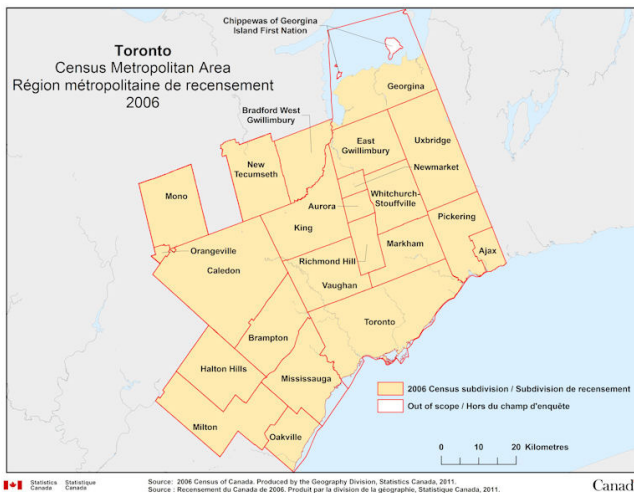 Chippewas of Georgina
Island First Nation
Toronto
Census Metropolitan Area
Région métropolitaine de recensement
2006
Georgina
Bradford West
Gwillimbury
East
Gwillimbury
Uxbridge
New
Tecumseth
Newmarket
Mono
Whitchurch-
Stouffville
Aurora
Pickering
King
Orangeville
Markham
Ajax
Caledon
Richmond Hill
Vaughan
Toronto
Brampton
Halton Hills
Mississauga
2006 Census subdivision / Subdivision de recensement
Out of scope / Hors du champ d'enquête
Milton
Oakville
0 10 20 Kilometres
Statistics
Canada
Statistique
Canada
Source: 2006 Census of Canada. Produced by the Geography Division, Statistics Canada, 2011.
Source : Recensement du Canada de 2006. Produit par la division de la géographie, Statistique Canada, 2011.
Canad